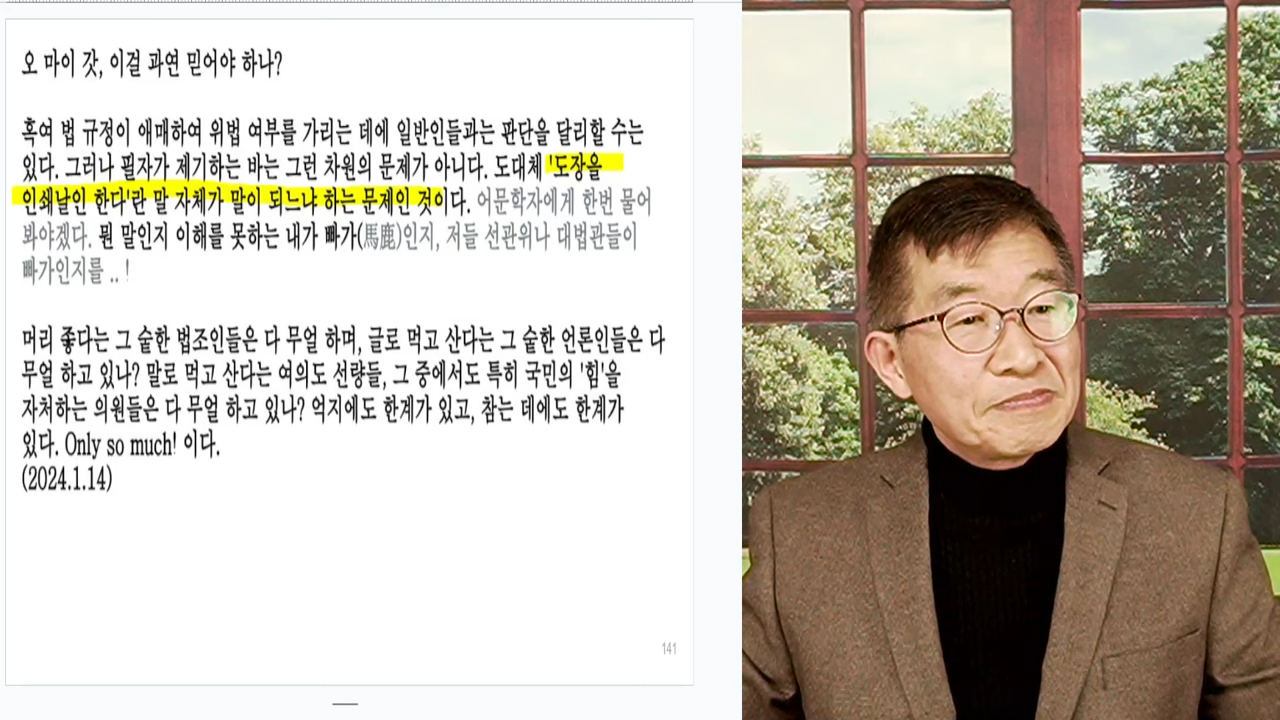 오 마이 갓, 이걸 과연 믿어야 하나?
혹여 법 규정이 애매하여 위법 여부를 가리는 데에 일반인들과는 판단을 달리할 수는
있다. 그러나 필자가 제기하는 바는 그런 차원의 문제가 아니다. 도대체 '도장을
인쇄날인 한다'란 말 자체가 말이 되느냐 하는 문제인 것이다. 어문학자에게 한번 물어
봐야겠다. 뭔 말인지 이해를 못하는 내가 빠가(馬鹿)인지, 저들 선관위나 대법관들이
빠가인지를 .. !
머리 좋다는 그 숱한 법조인들은 다 무얼 하며, 글로 먹고 산다는 그 숱한 언론인들은 다
무얼 하고 있나? 말로 먹고 산다는 여의도 선량들, 그 중에서도 특히 국민의 '힘'을
자처하는 의원들은 다 무얼 하고 있나? 억지에도 한계가 있고, 참는 데에도 한계가
있다. Only so much! 이다.
(2024.1.14)
141